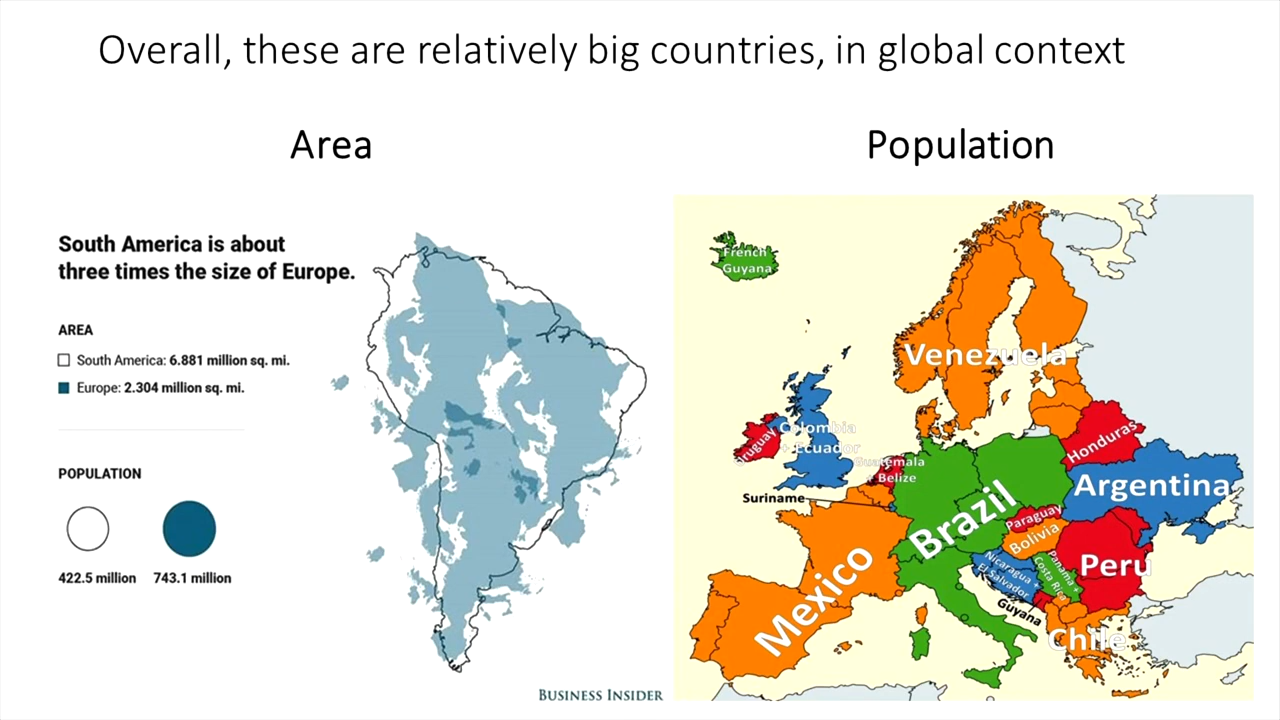 Overall, these are relatively big countries, in global context
Area
South America is about
three times the size of Europe.
AREA
South America: 6.881 million sq. mi.
Europe: 2.304 million sq. mi.
POPULATION
422.5 million
743.1 million
BUSINESS INSIDER
Population
French
Guyana
Venezuela
Uruguay
Colombia
+ Ecuador
Guatemala
+ Belize
Suriname
Honduras
Argentina
Brazil
Paraguay
Bolivia
Peru
Mexico
Nicaragua +
El Salvador
Panama +
Costa Rica
Guyana
Chile